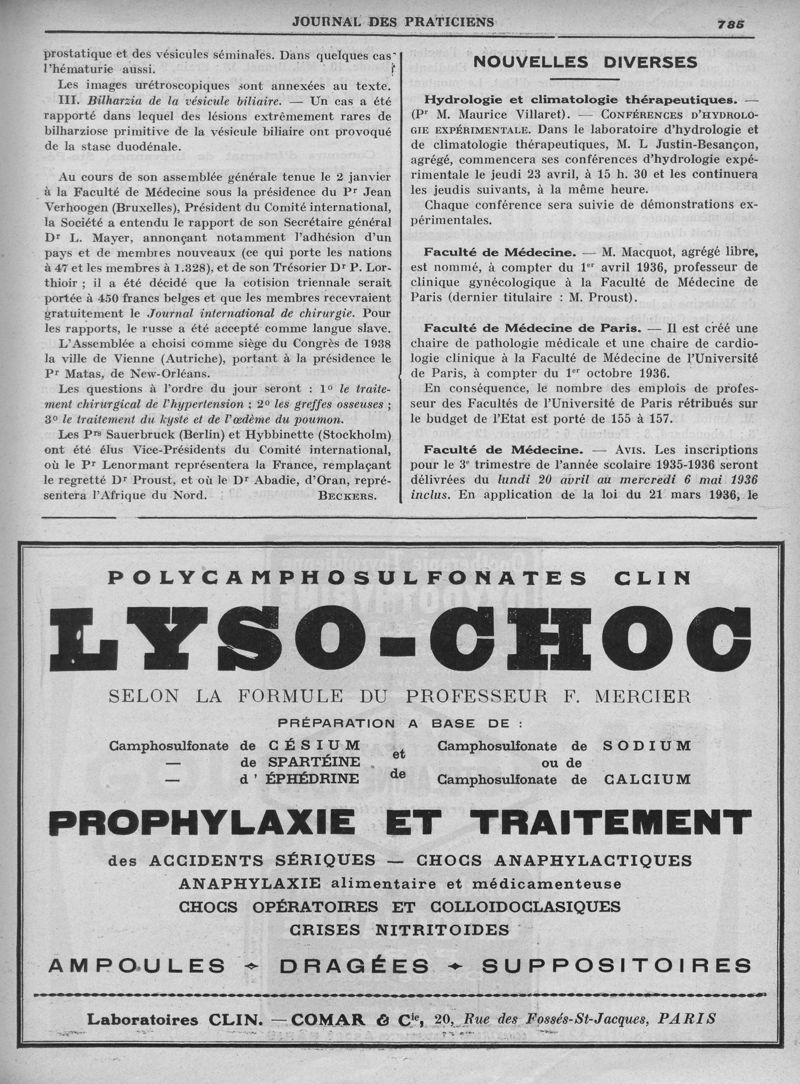 JOURNAL DES PRATICIENS 785
prostatique et des vésicules séminales. Dans quelques cas
l'hématurie aussi.
Les images urétroscopiques sont annexées au texte.
III. Bilharzia de la vésicule biliaire. — Un cas a été
rapporté dans lequel des lésions extrêmement rares de
bilharziose primitive de la vésicule biliaire ont provoqué
de la stase duodénale.
Au cours de son assemblée générale tenue le 2 janvier
à la Faculté de Médecine sous la présidence du Pr Jean
Verhoogen (Bruxelles), Président du Comité international,
la Société a entendu le rapport de son Secrétaire général
Dr L. Mayer, annonçant notamment l'adhésion d'un
pays et de membres nouveaux (ce qui porte les nations
à 47 et les membres à 1.328), et de son Trésorier Dr P. Lor-
thioir ; il a été décidé que la cotision triennale serait
portée à 450 francs belges et que les membres recevraient
gratuitement le Journal international de chirurgie. Pour
les rapports, le russe a été accepté comme langue slave.
L'Assemblée a choisi comme siège du Congrès de 1938
la ville de Vienne (Autriche), portant à la présidence le
Pr Matas, de New-Orléans.
Les questions à l'ordre du jour seront : 1o le traite-
ment chirurgical de l'hypertension ; 2o les greffes osseuses ;
3o le traitement du kyste et de l'œdème du poumon.
Les Prs Sauerbruck (Berlin) et Hybbinette (Stockholm)
ont été élus Vice-Présidents du Comité international,
où le Pr Lenormant représentera la France, remplaçant
le regretté Dr Proust, et où le Dr Abadie, d'Oran, repré-
sentera l'Afrique du Nord. BECKERS.
NOUVELLES DIVERSES
Hydrologie et climatologie thérapeutiques. —
(Pr M. Maurice Villaret). — CONFÉRENCES D'HYDROLO-
GIE EXPÉRIMENTALE. Dans le laboratoire d'hydrologie et
de climatologie thérapeutiques, M. L Justin-Besançon,
agrégé, commencera ses conférences d'hydrologie expé-
rimentale le jeudi 23 avril, à 15 h. 30 et les continuera
les jeudis suivants, à la même heure.
Chaque conférence sera suivie de démonstrations ex-
périmentales.
Faculté de Médecine. — M. Macquot, agrégé libre,
est nommé, à compter du 1er avril 1936, professeur de
clinique gynécologique à la Faculté de Médecine de
Paris (dernier titulaire : M. Proust).
Faculté de Médecine de Paris. — Il est créé une
chaire de pathologie médicale et une chaire de cardio-
logie clinique à la Faculté de Médecine de l'Université
de Paris, à compter du 1er octobre 1936.
En conséquence, le nombre des emplois de profes-
seur des Facultés de l'Université de Paris rétribués sur
le budget de l'Etat est porté de 155 à 157.
Faculté de Médecine. — AVIS. Les inscriptions
pour le 3e trimestre de l'année scolaire 1935-1936 seront
délivrées du lundi 20 avril au mercredi 6 mai 1936
inclus. En application de la loi du 21 mars 1936, le
POLYCAMPHOSULFONATES CLIN
LYSO-CHOC
SELON LA FORMULE DU PROFESSEUR F. MERCIER
PRÉPARATION A BASE DE :
Camphosulfonate de CÉSIUM
— de SPARTÉINE
— d'ÉPHÉDRINE
et
de
Camphosulfonate de SODIUM
ou de
Camphosulfonate de CALCIUM
PROPHYLAXIE ET TRAITEMENT
des ACCIDENTS SÉRIQUES — CHOCS ANAPHYLACTIQUES
ANAPHYLAXIE alimentaire et médicamenteuse
CHOCS OPÉRATOIRES ET COLLOIDOCLASIQUES
CRISES NITRITOIDES
AMPOULES - DRAGÉES - SUPPOSITOIRES
Laboratoires CLIN. — COMAR & Cie, 20, Rue des Fossés-St-Jacques, PARIS